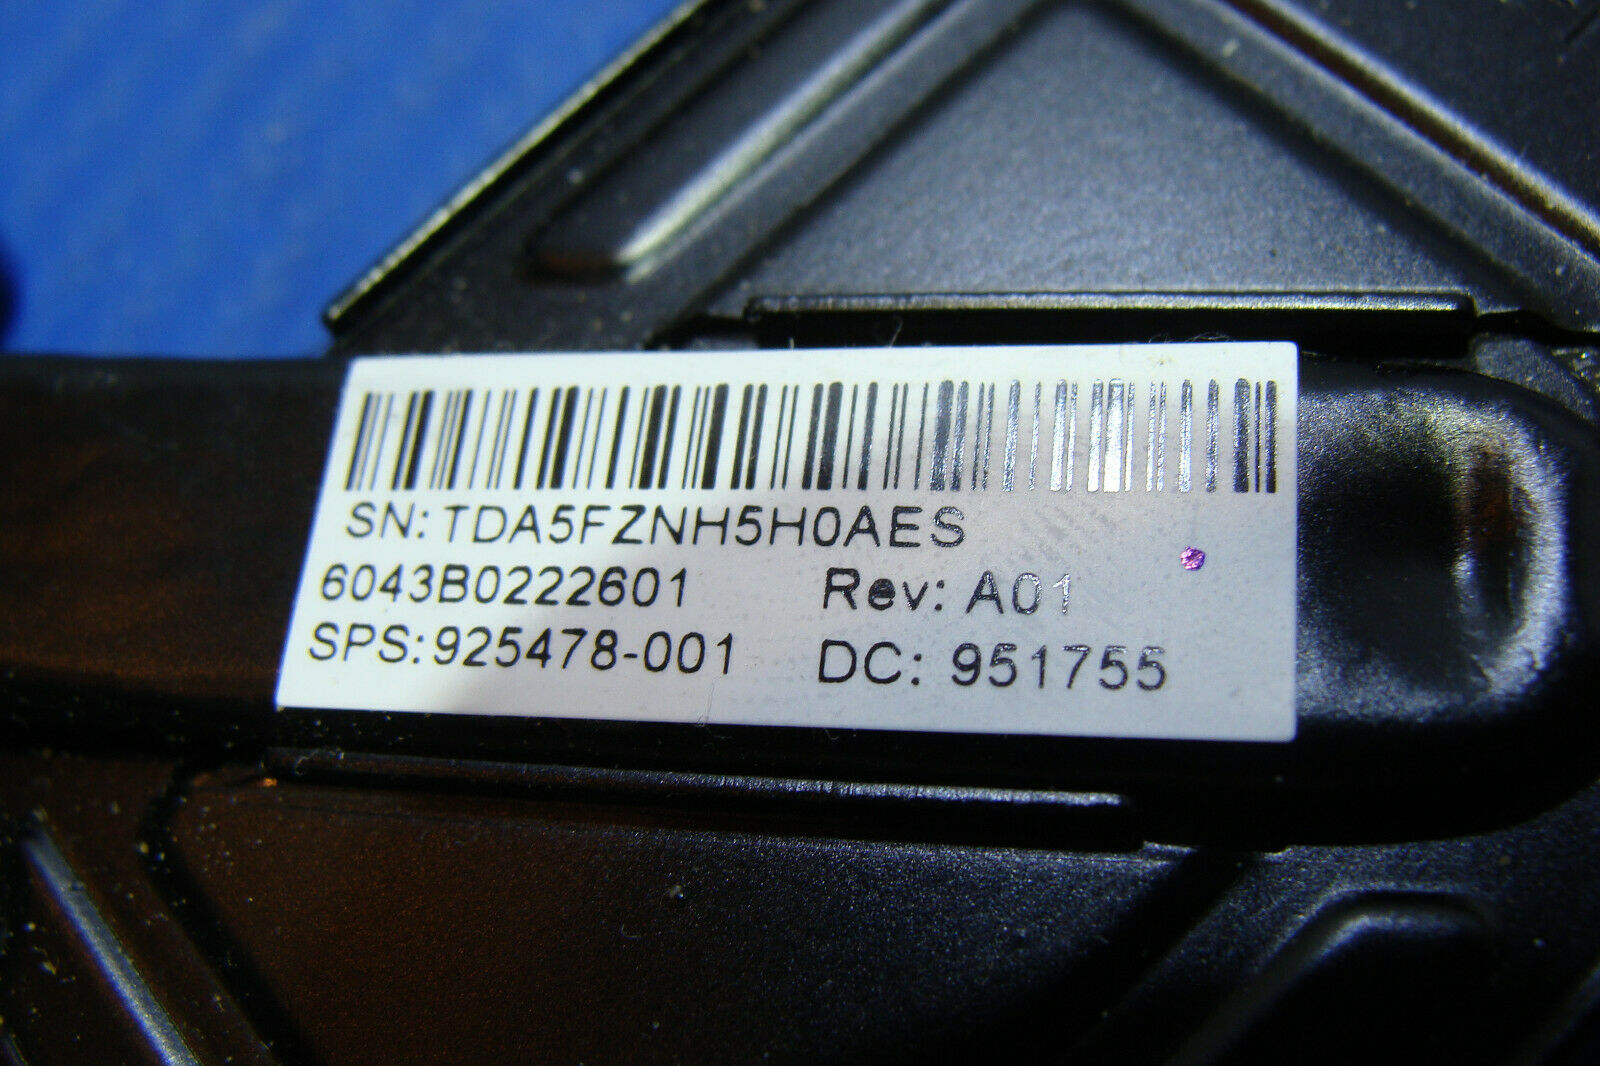 SN: TDA5FZNH5H0AES
6043B0222601 Rev: A01
SPS: 925478-001 DC: 951755